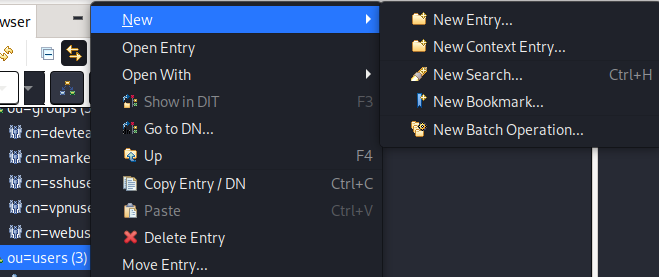 wser
ou=groups (
cn=devtea
cn=marke
cn=sshuse
cn=vpnuse
cn=webus
ou=users (3)
New
Open Entry
Open With
Show in DIT F3
Go to DN...
Up F4
Copy Entry / DN Ctrl+C
Paste Ctrl+V
Delete Entry
Move Entry...
New Entry...
New Context Entry...
New Search... Ctrl+H
New Bookmark...
New Batch Operation...